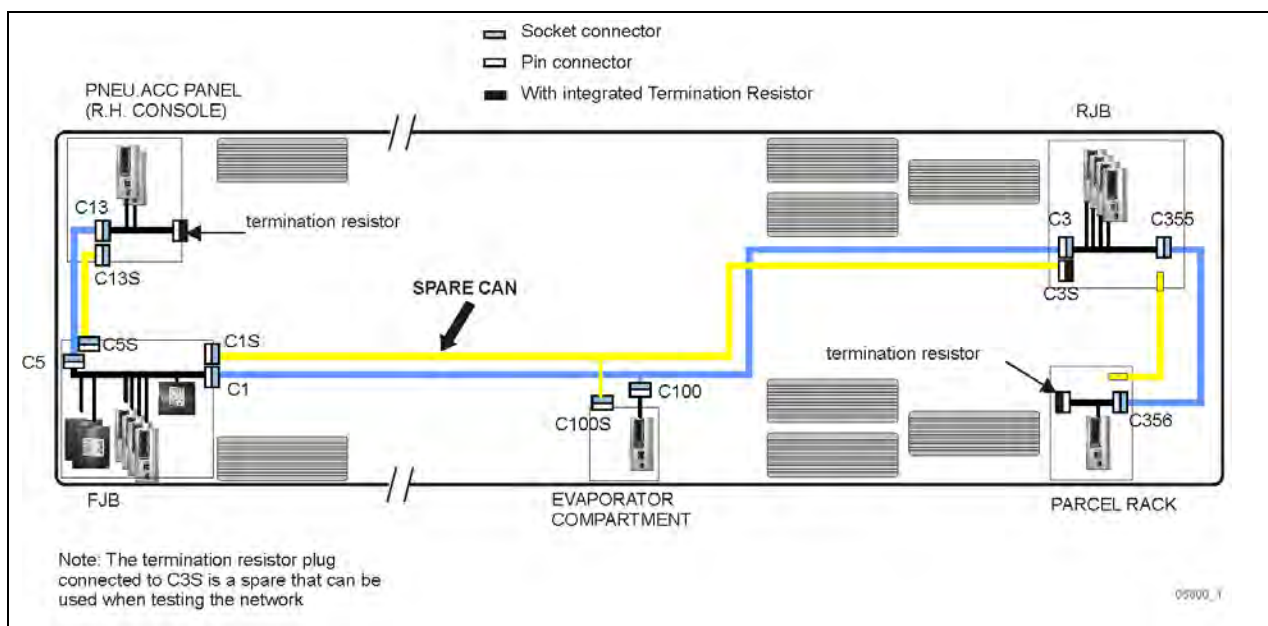 Socket connector
Pin connector
With integrated Termination Resistor
PNEU.ACC PANEL
(R.H. CONSOLE)
RJB
C13
termination resistor
C3
C355
C13S
C3S
SPARE CAN
C5S
C1S
C5
C1
termination resistor
C100
C100S
C356
FJB
EVAPORATOR
COMPARTMENT
PARCEL RACK
Note: The termination resistor plug
connected to C3S is a spare that can be
used when testing the network